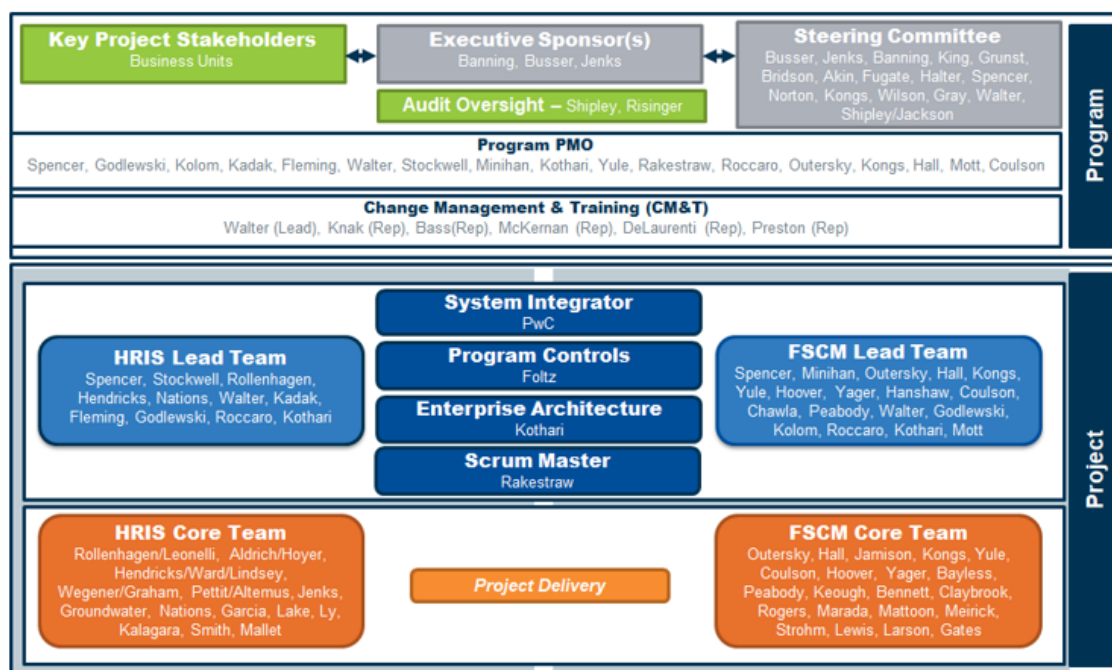 Key Project Stakeholders
Business Units
Executive Sponsor(s)
Banning, Busser, Jenks
Audit Oversight – Shipley, Risinger
Steering Committee
Busser, Jenks, Banning, King, Grunst,
Bridson, Akin, Fugate, Halter, Spencer,
Norton, Kongs, Wilson, Gray, Walter,
Shipley/Jackson
Program PMO
Spencer, Godlewski, Kolom, Kadak, Fleming, Walter, Stockwell, Minihan, Kothari, Yule, Rakestraw, Roccaro, Outersky, Kongs, Hall, Mott, Coulson
Change Management & Training (CM&T)
Walter (Lead), Knak (Rep), Bass(Rep), McKernan (Rep), DeLaurenti (Rep), Preston (Rep)
Program
HRIS Lead Team
Spencer, Stockwell, Rollenhagen,
Hendricks, Nations, Walter, Kadak,
Fleming, Godlewski, Roccaro, Kothari
System Integrator
PwC
Program Controls
Foltz
Enterprise Architecture
Kothari
Scrum Master
Rakestraw
FSCM Lead Team
Spencer, Minihan, Outersky, Hall, Kongs,
Yule, Hoover, Yager, Hanshaw, Coulson,
Chawla, Peabody, Walter, Godlewski,
Kolom, Roccaro, Kothari, Mott
HRIS Core Team
Rollenhagen/Leonelli, Aldrich/Hoyer,
Hendricks/Ward/Lindsey,
Wegener/Graham, Pettit/Altemus, Jenks,
Groundwater, Nations, Garcia, Lake, Ly,
Kalagara, Smith, Mallet
Project Delivery
FSCM Core Team
Outersky, Hall, Jamison, Kongs, Yule,
Coulson, Hoover, Yager, Bayless,
Peabody, Keough, Bennett, Claybrook,
Rogers, Marada, Mattoon, Meirick,
Strohm, Lewis, Larson, Gates
Project